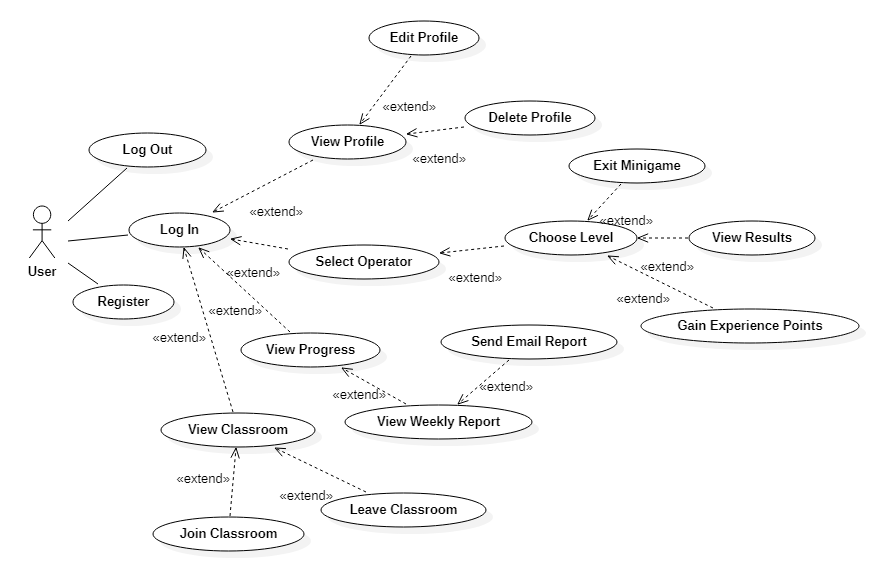 Edit Profile
«extend»
Delete Profile
View Profile
Log Out
«extend»
Exit Minigame
«extend»
«extend»
Log In
Choose Level
View Results
User
«extend»
Select Operator
«extend»
«extend»
Register
«extend»
«extend»
Gain Experience Points
«extend»
Send Email Report
View Progress
«extend»
«extend»
View Weekly Report
View Classroom
«extend»
«extend»
Leave Classroom
Join Classroom